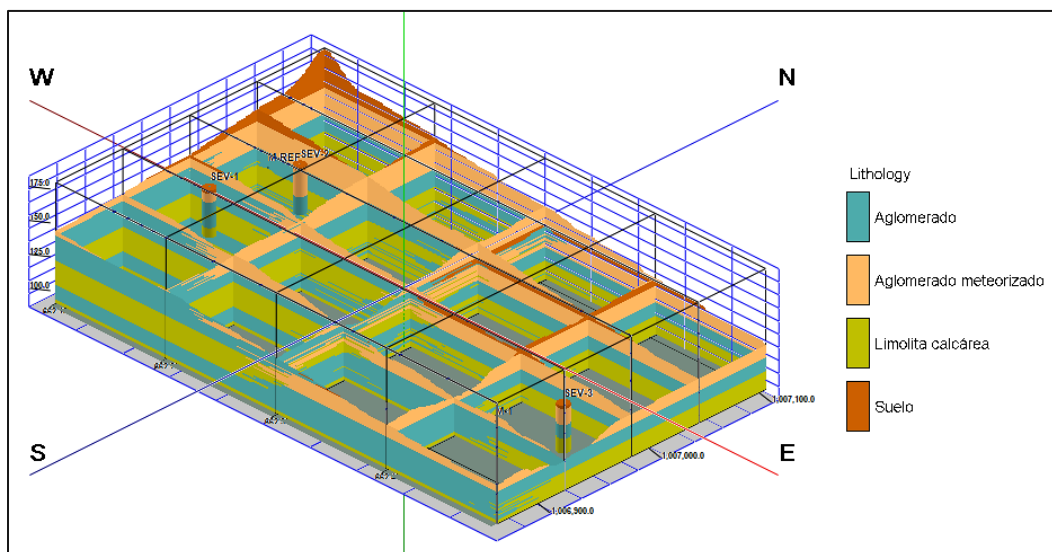 W
N
SEV-2
SEV-1
175.0
150.0
125.0
100.0
SEV-3
S
E
1,007,100.0
1,007,000.0
1,006,900.0
Lithology
Aglomerado
Aglomerado meteorizado
Limolita calcárea
Suelo